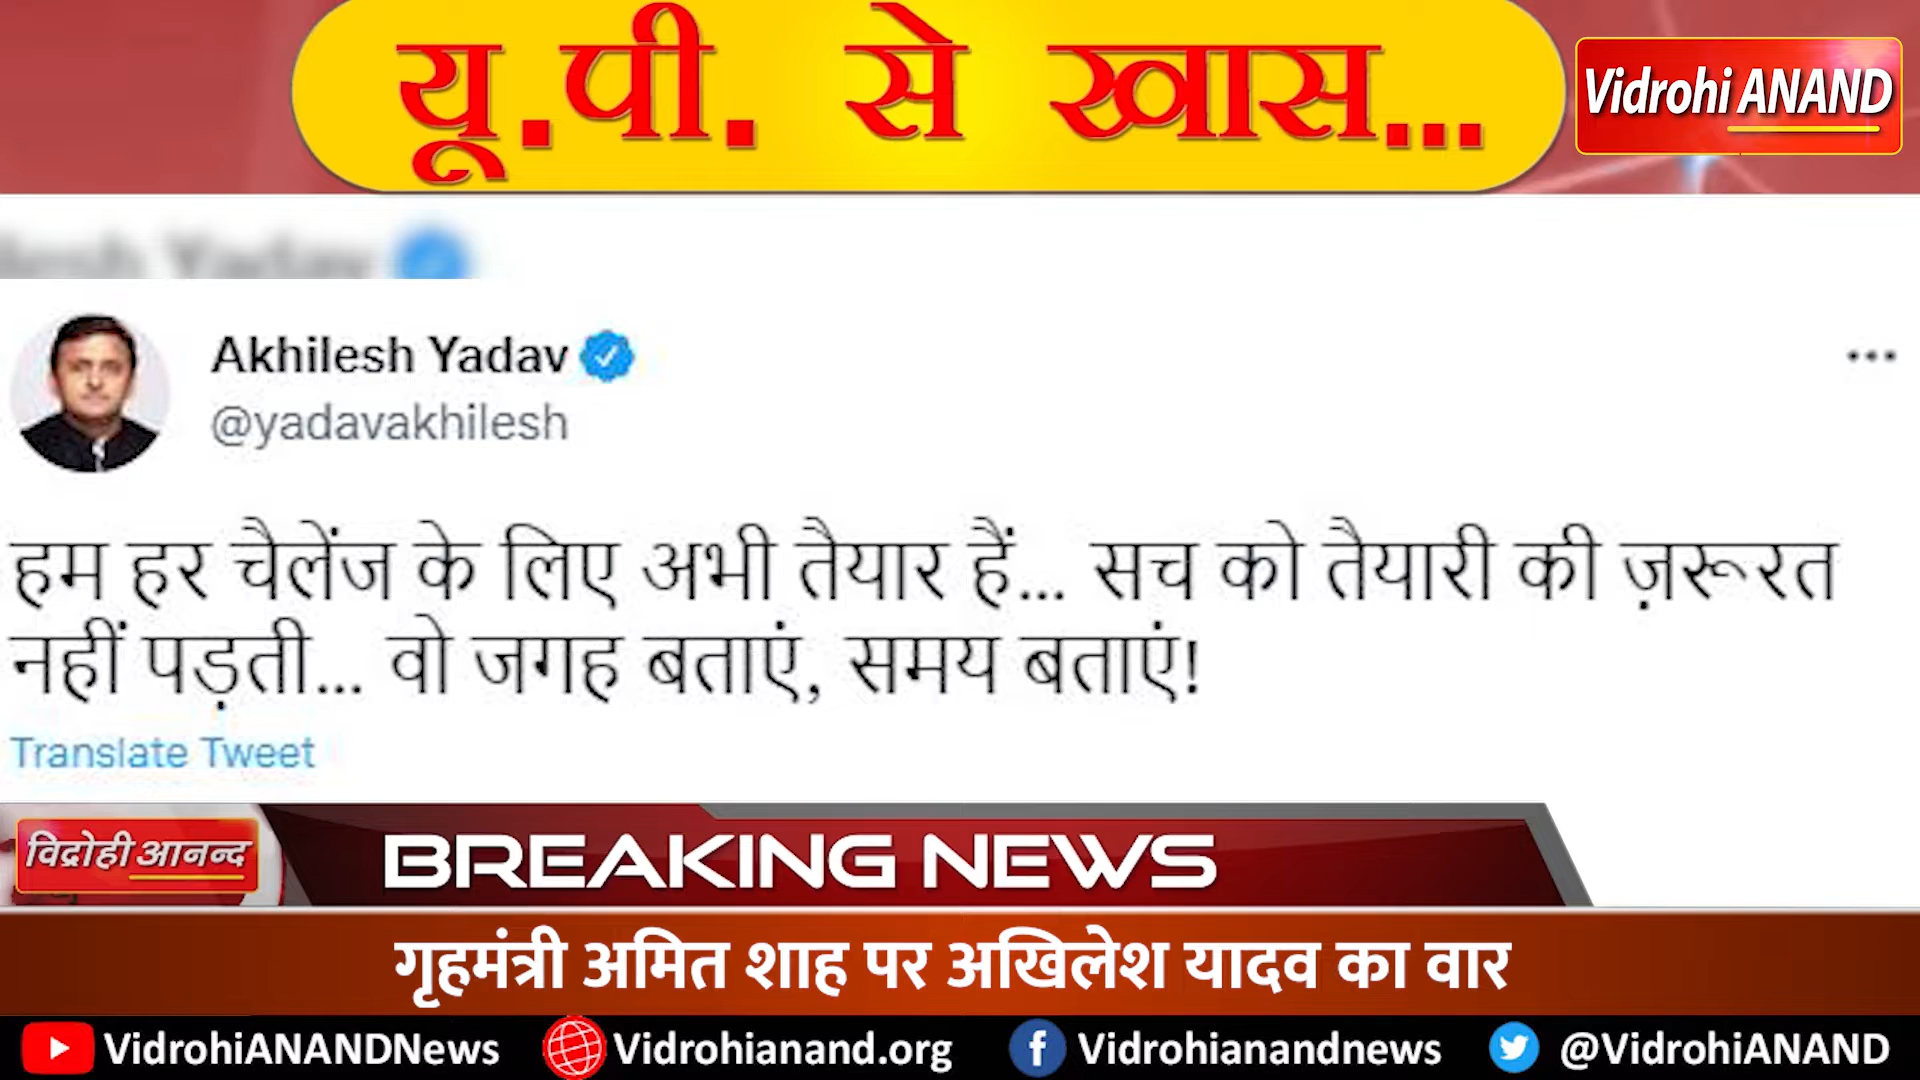 यू.पी. से खास...
Vidrohi ANAND
Akhilesh Yadav
@yadavakhilesh
हम हर चैलेंज के लिए अभी तैयार हैं... सच को तैयारी की ज़रूरत
नहीं पड़ती... वो जगह बताएं, समय बताएं!
Translate Tweet
विद्रोही आनन्द
BREAKING NEWS
गृहमंत्री अमित शाह पर अखिलेश यादव का वार
VidrohiANANDNews Vidrohianand.org Vidrohianandnews @VidrohiANAND